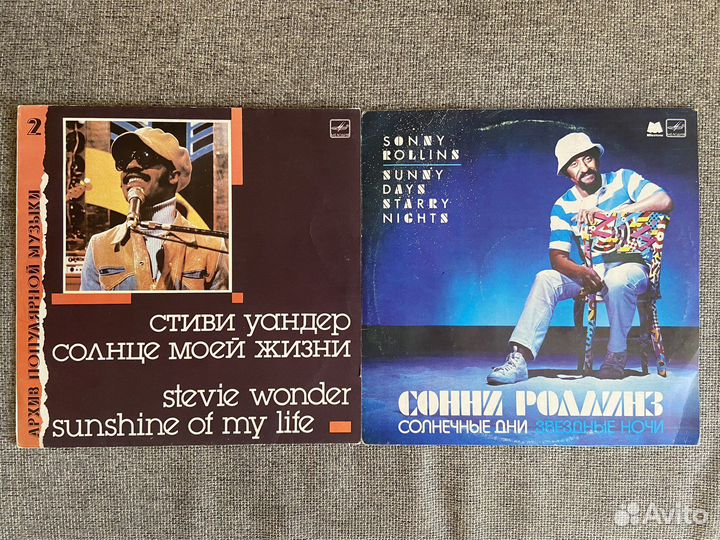 2
АРХИВ ПОПУЛЯРНОЙ МУЗЫКИ
стиви уандер
солнце моей жизни
stevie wonder
sunshine of my life
SONNY
ROLLINS
SUNNY
DAYS
STARRY
NIGHTS
СОННИ РОЛЛИНЗ
СОЛНЕЧНЫЕ ДНИ ЗВЕЗДНЫЕ НОЧИ
Avito